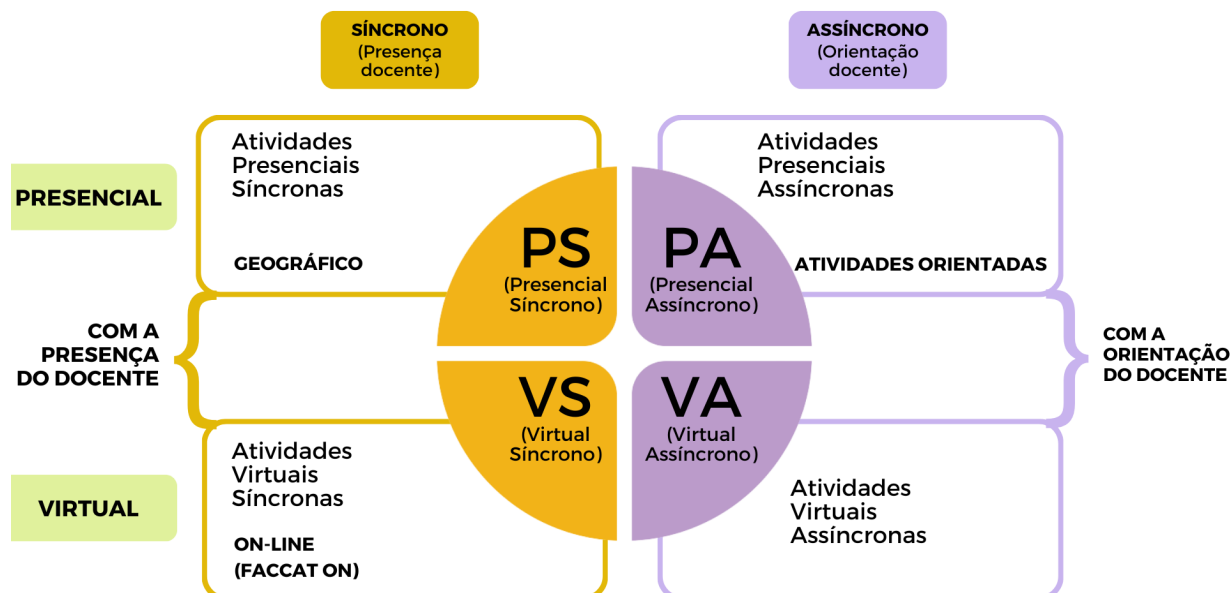 SÍNCRONO
(Presença
docente)
ASSÍNCRONO
(Orientação
docente)
PRESENCIAL
Atividades
Presenciais
Síncronas
GEOGRÁFICO
PS
(Presencial
Síncrono)
PA
(Presencial
Assíncrono)
Atividades
Presenciais
Assíncronas
ATIVIDADES ORIENTADAS
COM A
PRESENÇA
DO DOCENTE
COM A
ORIENTAÇÃO
DO DOCENTE
VIRTUAL
Atividades
Virtuais
Síncronas
ON-LINE
(FACCAT ON)
VS
(Virtual
Síncrono)
VA
(Virtual
Assíncrono)
Atividades
Virtuais
Assíncronas